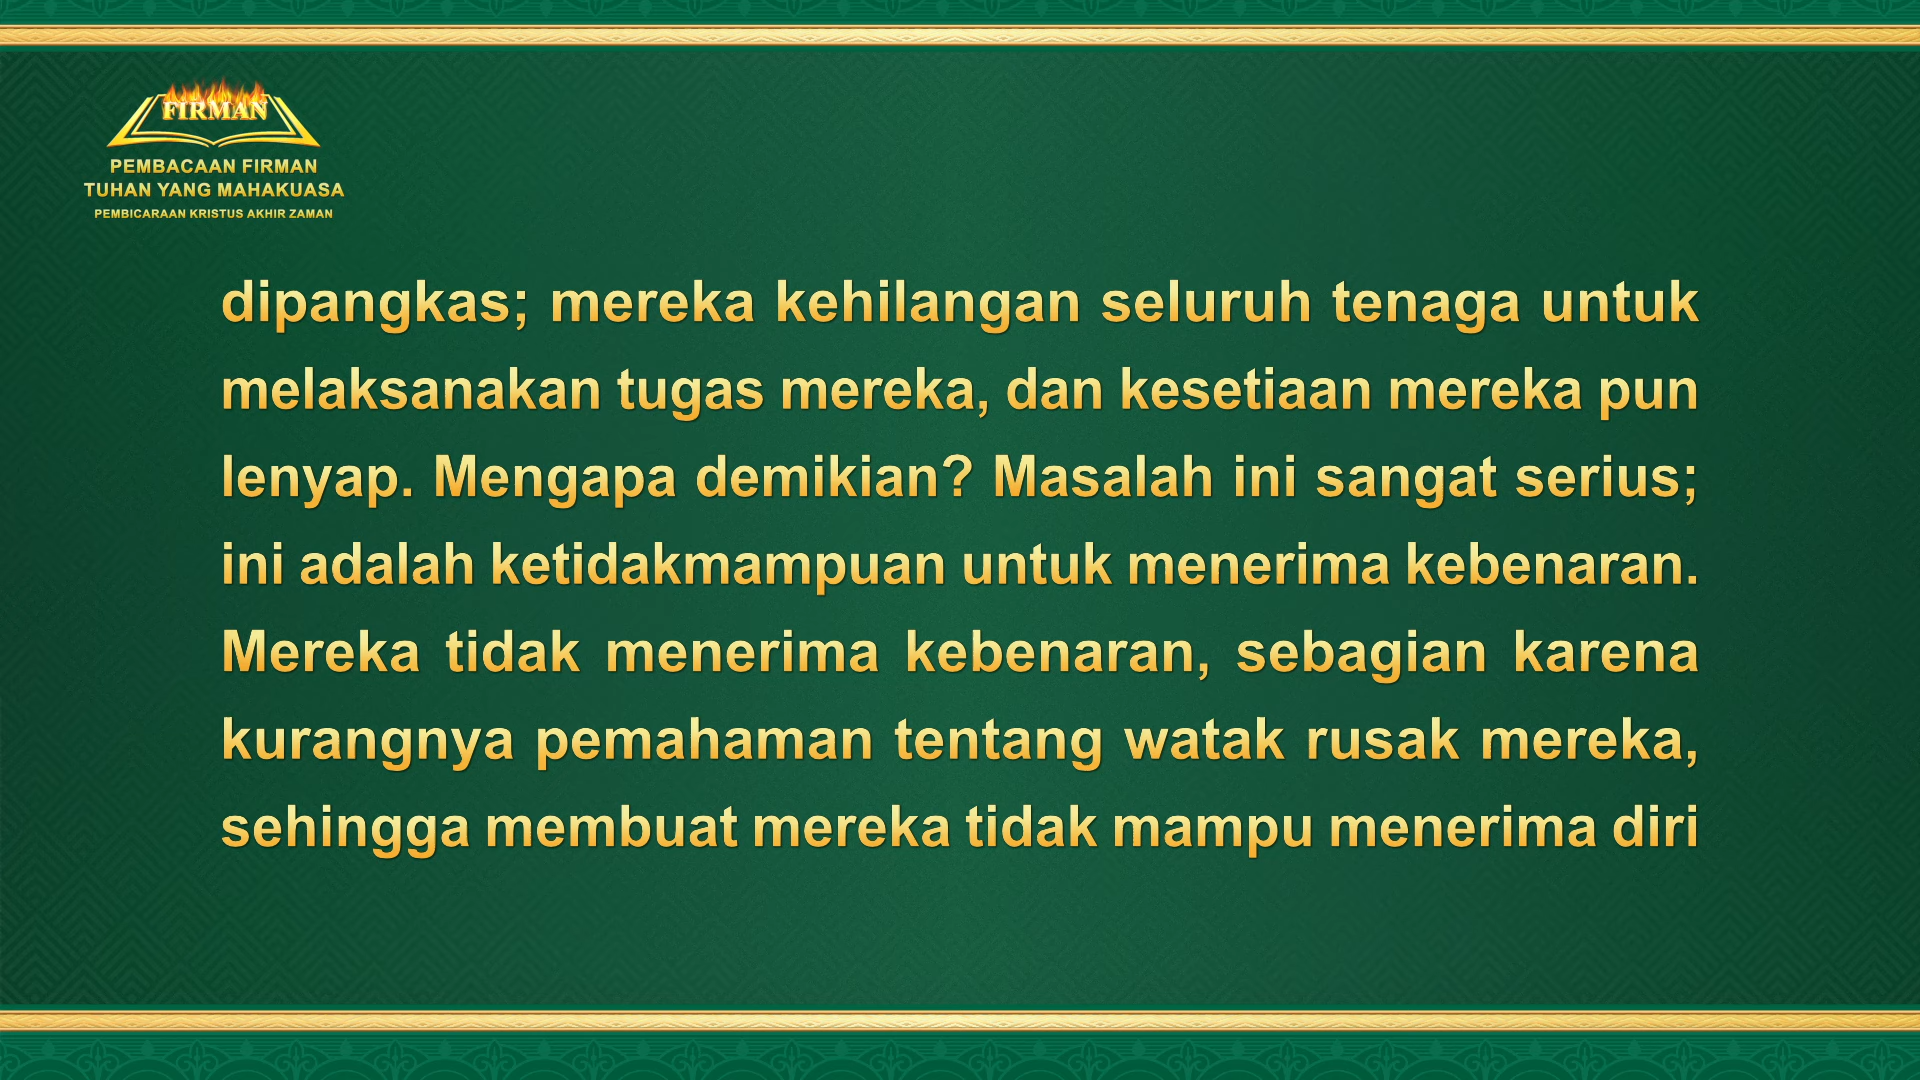 FIRMAN
PEMBACAAN FIRMAN
TUHAN YANG MAHAKUASA
PEMBICARAAN KRISTUS AKHIR ZAMAN
dipangkas; mereka kehilangan seluruh tenaga untuk
melaksanakan tugas mereka, dan kesetiaan mereka pun
lenyap. Mengapa demikian? Masalah ini sangat serius;
ini adalah ketidakmampuan untuk menerima kebenaran.
Mereka tidak menerima kebenaran, sebagian karena
kurangnya pemahaman tentang watak rusak mereka,
sehingga membuat mereka tidak mampu menerima diri